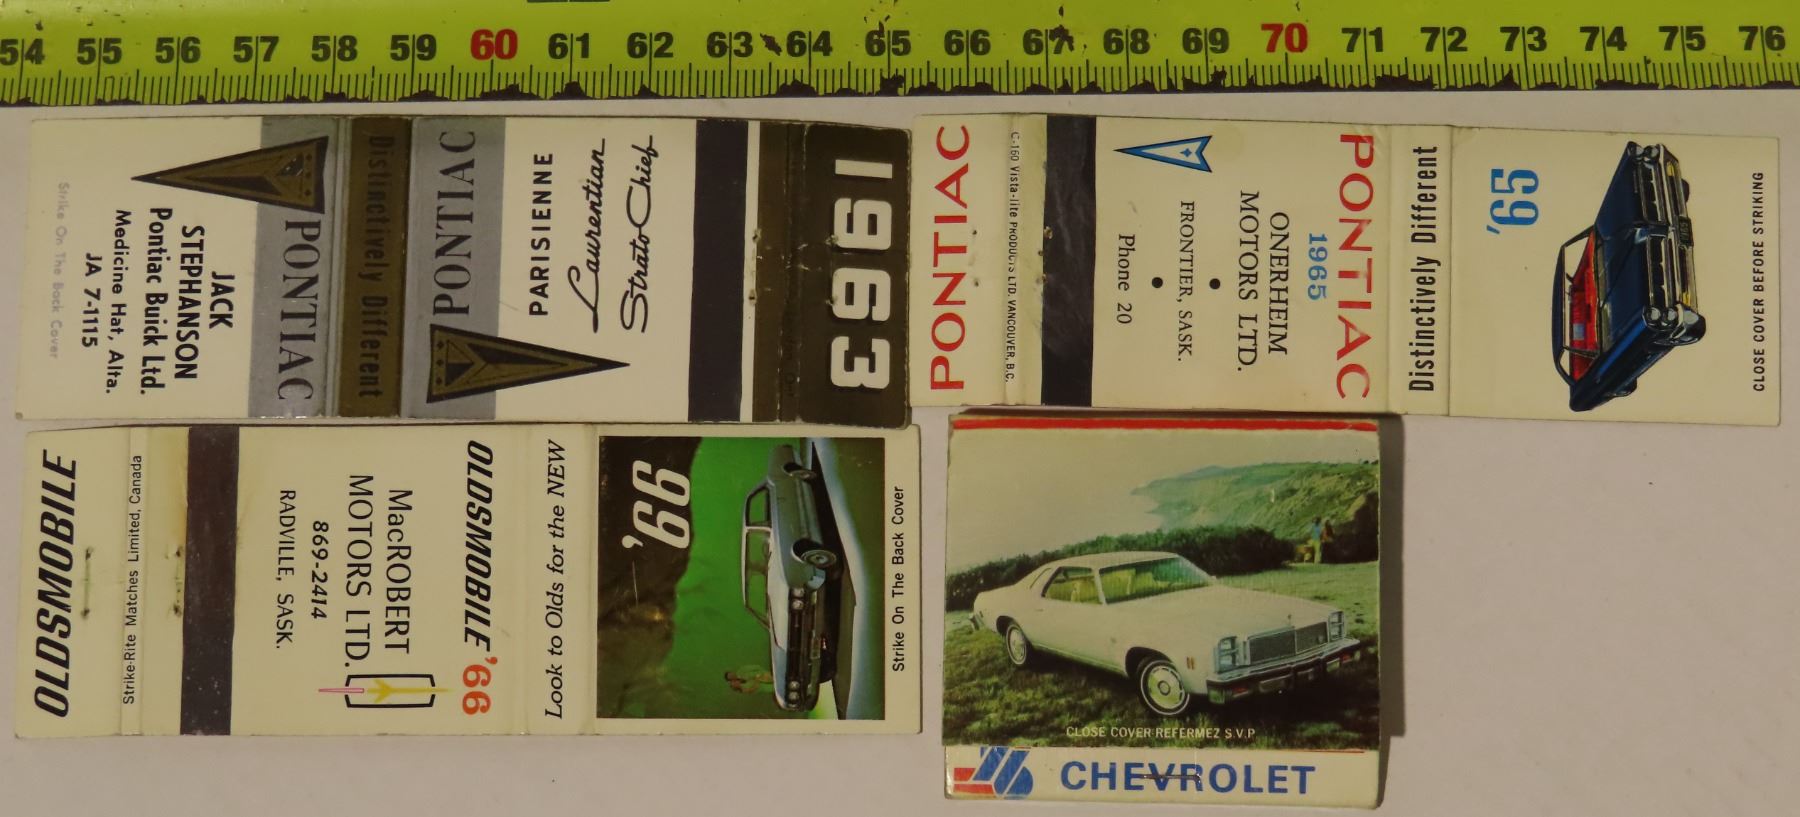 54 55 56 57 58 59 60 61 62 63 64 65 66 67 68 69 70 71 72 73 74 75 76
Strike On The Back Cover
JACK
STEPHANSON
Pontiac Buick Ltd.
Medicine Hat, Alta.
JA 7-1115
PONTIAC
Distinctively Different
PONTIAC
PARISIENNE
Laurentian
Strato Chief
1963
PONTIAC
C-160 Vista-lite PRODUCTS LTD. VANCOUVER, B.C.
PONTIAC
1965
ONERHEIM
MOTORS LTD.
FRONTIER, SASK.
Phone 20
Distinctively Different
'65
CLOSE COVER BEFORE STRIKING
OLDSMOBILE
Strike-Rite Matches Limited, Canada
OLDSMOBILE '66
MacROBERT
MOTORS LTD.
869-2414
RADVILLE, SASK.
Look to Olds for the NEW
'66
Strike On The Back Cover
CLOSE COVER-REFERMEZ S.V.P
76
CHEVROLET